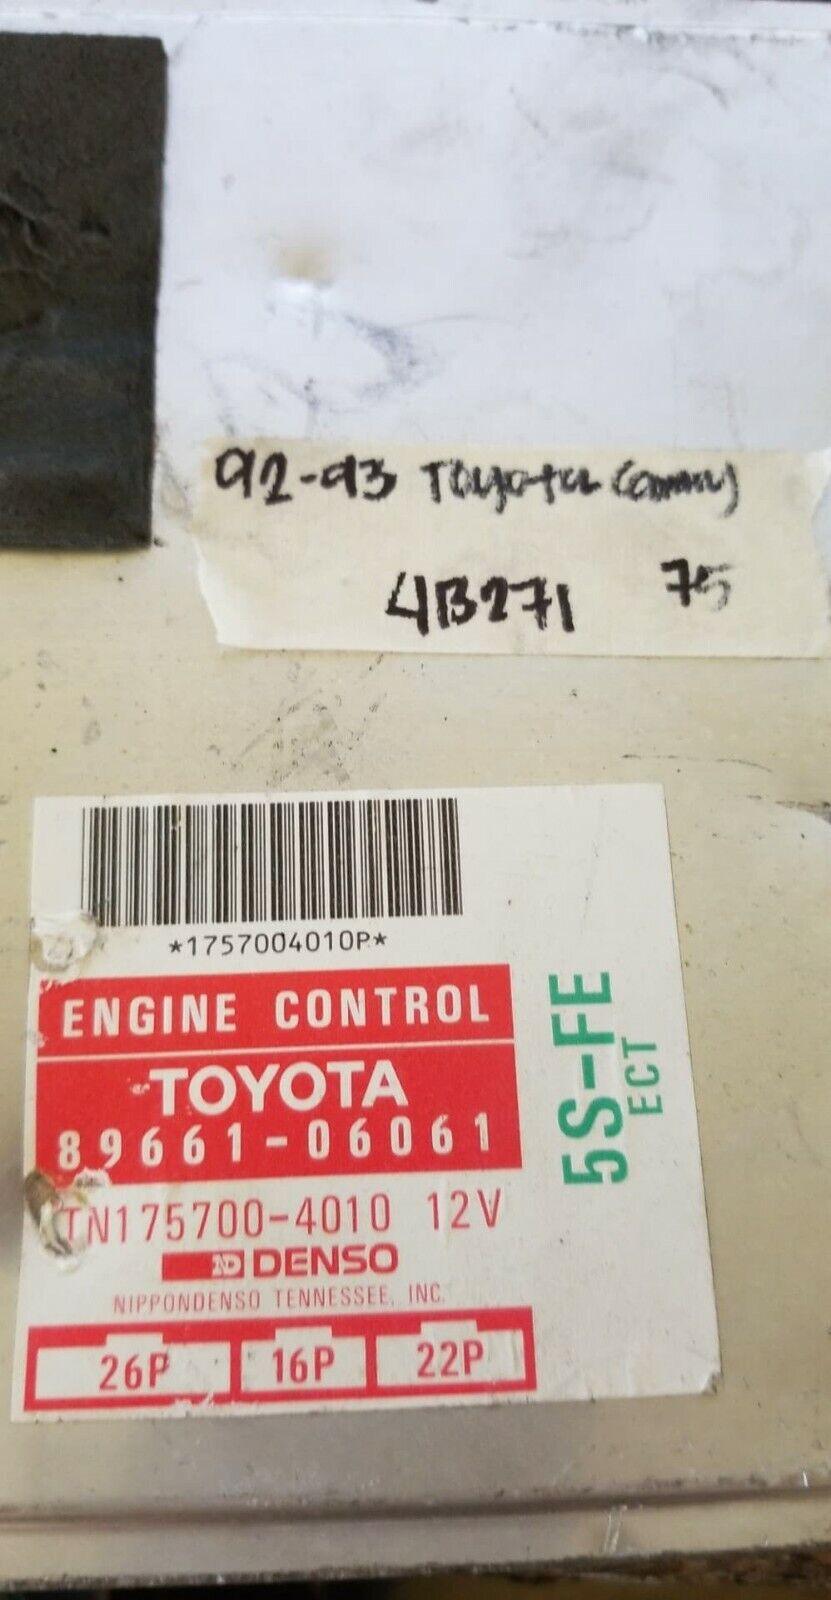 92-93 Toyota Camry
4B271 75
*1757004010P*
ENGINE CONTROL
TOYOTA
89661-06061
TN175700-4010 12V
ND DENSO
NIPPONDENSO TENNESSEE, INC.
26P 16P 22P
5S-FE
ECT